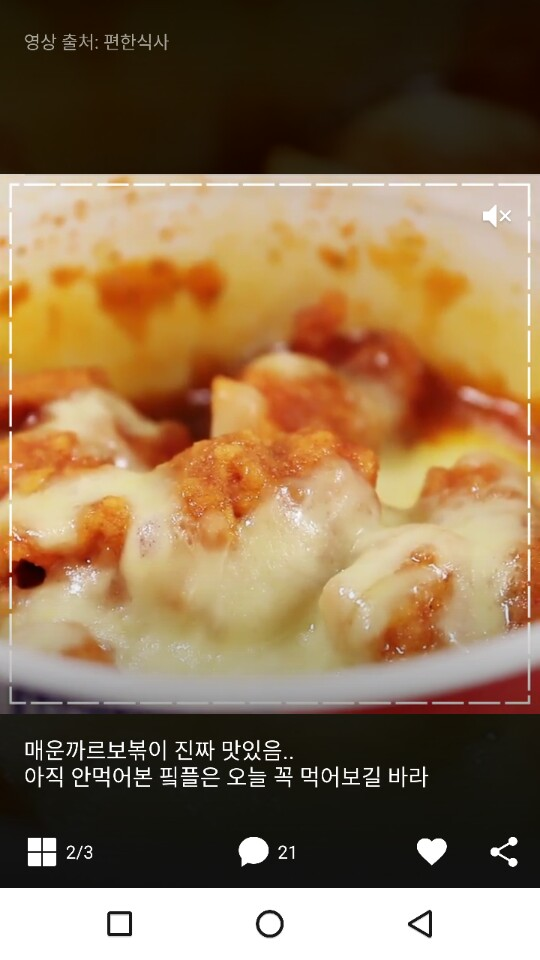 영상 출처: 편한식사
매운까르보볶이 진짜 맛있음..
아직 안먹어본 핔플은 오늘 꼭 먹어보길 바라
2/3
21